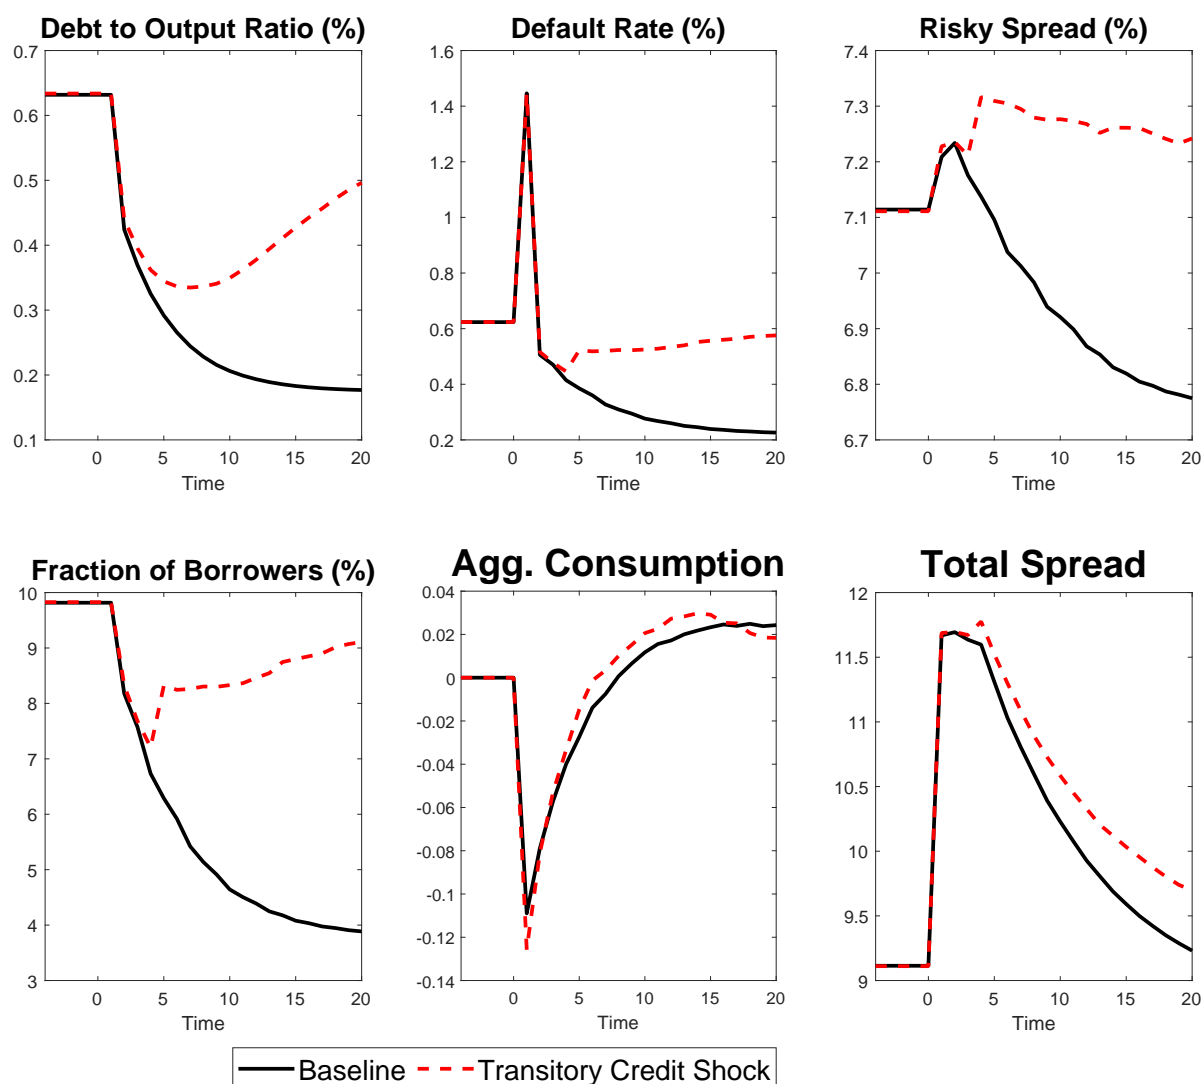 Debt to Output Ratio (%)
0.7
0.6
0.5
0.4
0.3
0.2
0.1
0 5 10 15 20
Time
Default Rate (%)
1.6
1.4
1.2
1
0.8
0.6
0.4
0.2
0 5 10 15 20
Time
Risky Spread (%)
7.4
7.3
7.2
7.1
7
6.9
6.8
6.7
0 5 10 15 20
Time
Fraction of Borrowers (%)
10
9
8
7
6
5
4
3
0 5 10 15 20
Time
Agg. Consumption
0.04
0.02
0
-0.02
-0.04
-0.06
-0.08
-0.1
-0.12
-0.14
0 5 10 15 20
Time
Total Spread
12
11.5
11
10.5
10
9.5
9
0 5 10 15 20
Time
Baseline Transitory Credit Shock